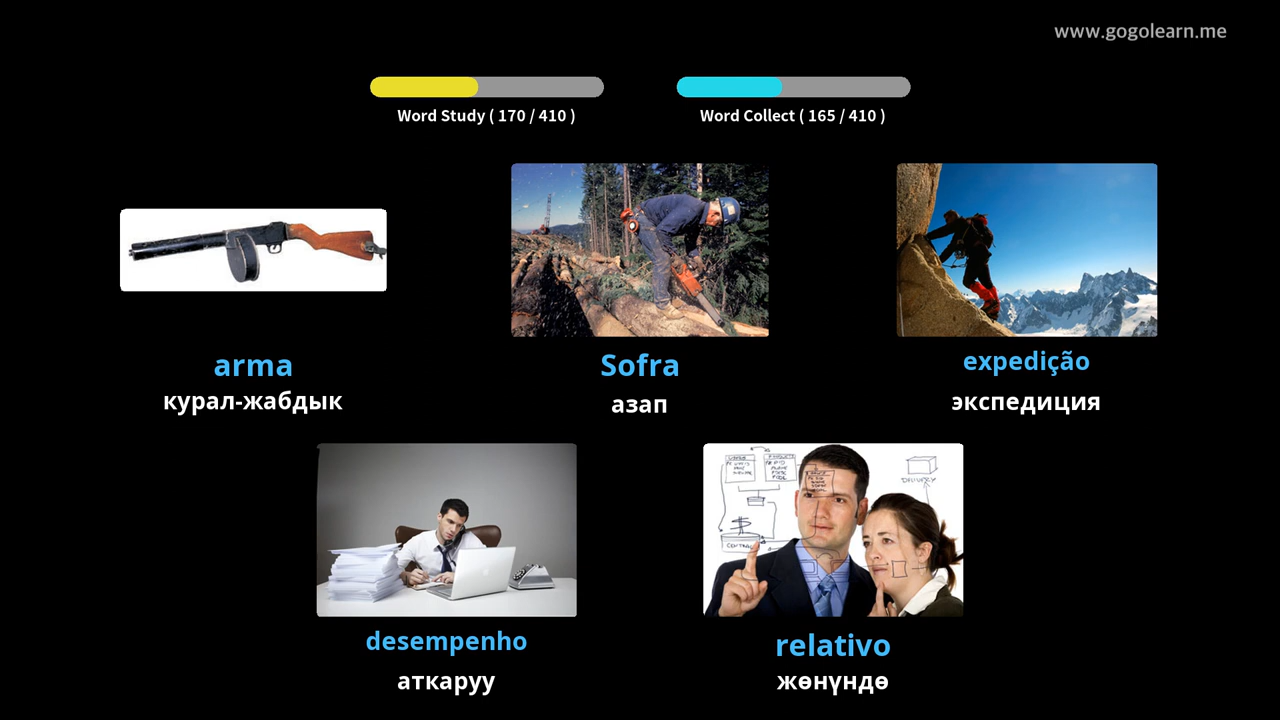 www.gogolearn.me
Word Study ( 170 / 410 )
Word Collect ( 165 / 410 )
arma
курал-жабдык
Sofra
азап
expedição
экспедиция
DELIVERY
desempenho
аткаруу
relativo
жөнүндө